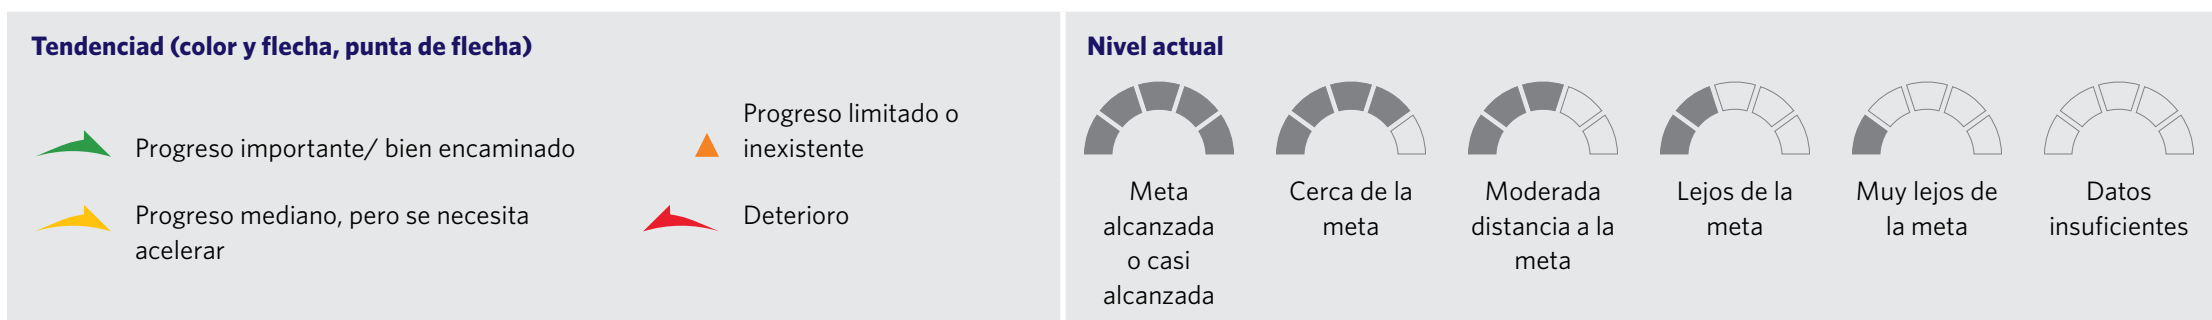 Tendenciad (color y flecha, punta de flecha)
Progreso importante/ bien encaminado
Progreso mediano, pero se necesita
acelerar
Progreso limitado o
inexistente
Deterioro
Nivel actual
Meta
alcanzada
o casi
alcanzada
Cerca de la
meta
Moderada
distancia a la
meta
Lejos de la
meta
Muy lejos de
la meta
Datos
insuficientes